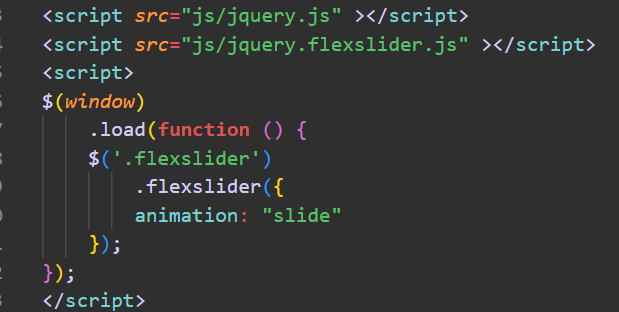 <script src="js/jquery.js" ></script>
<script src="js/jquery.flexslider.js" ></script>
<script>
$(window)
.load(function () {
$('.flexslider')
.flexslider({
animation: "slide"
});
});
</script>